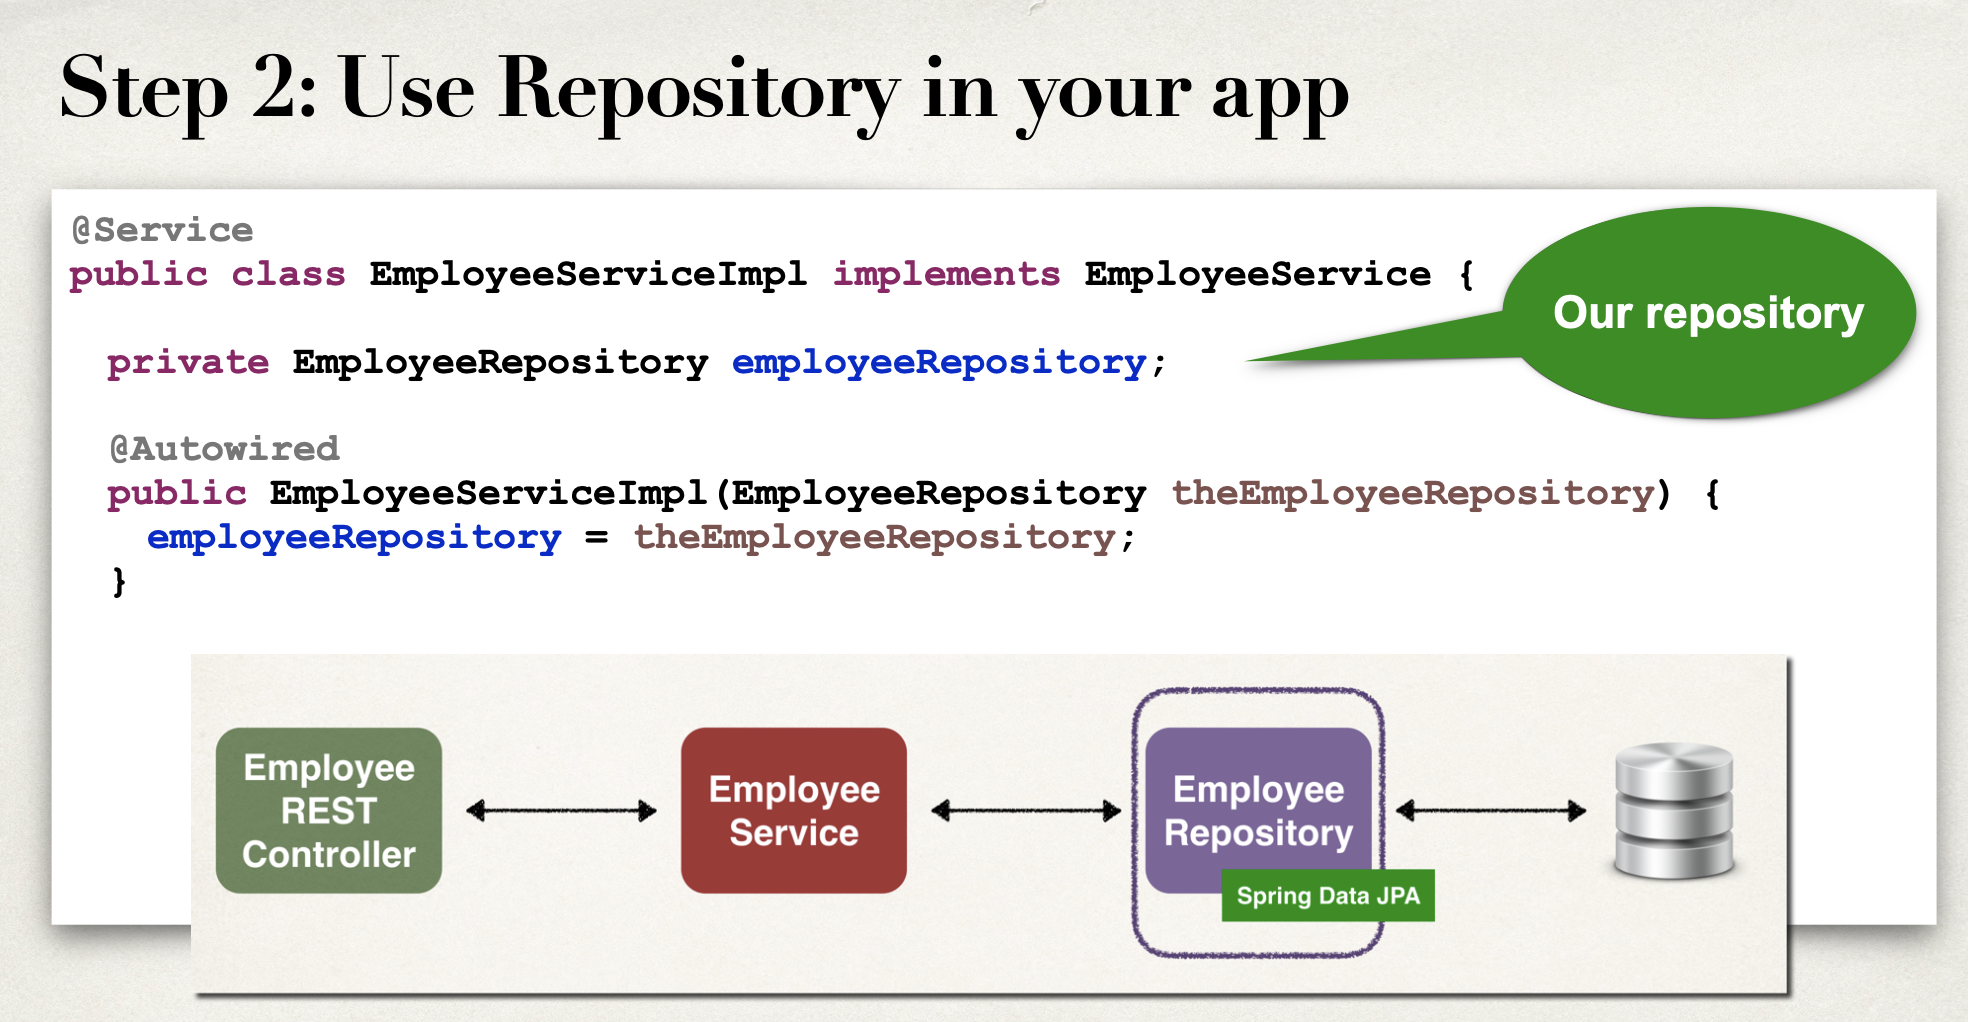 Step 2: Use Repository in your app
@Service
public class EmployeeServiceImpl implements EmployeeService {
private EmployeeRepository employeeRepository;
Our repository
@Autowired
public EmployeeServiceImpl(EmployeeRepository theEmployeeRepository) {
employeeRepository = theEmployeeRepository;
}
Employee
REST
Controller
Employee
Service
Employee
Repository
Spring Data JPA